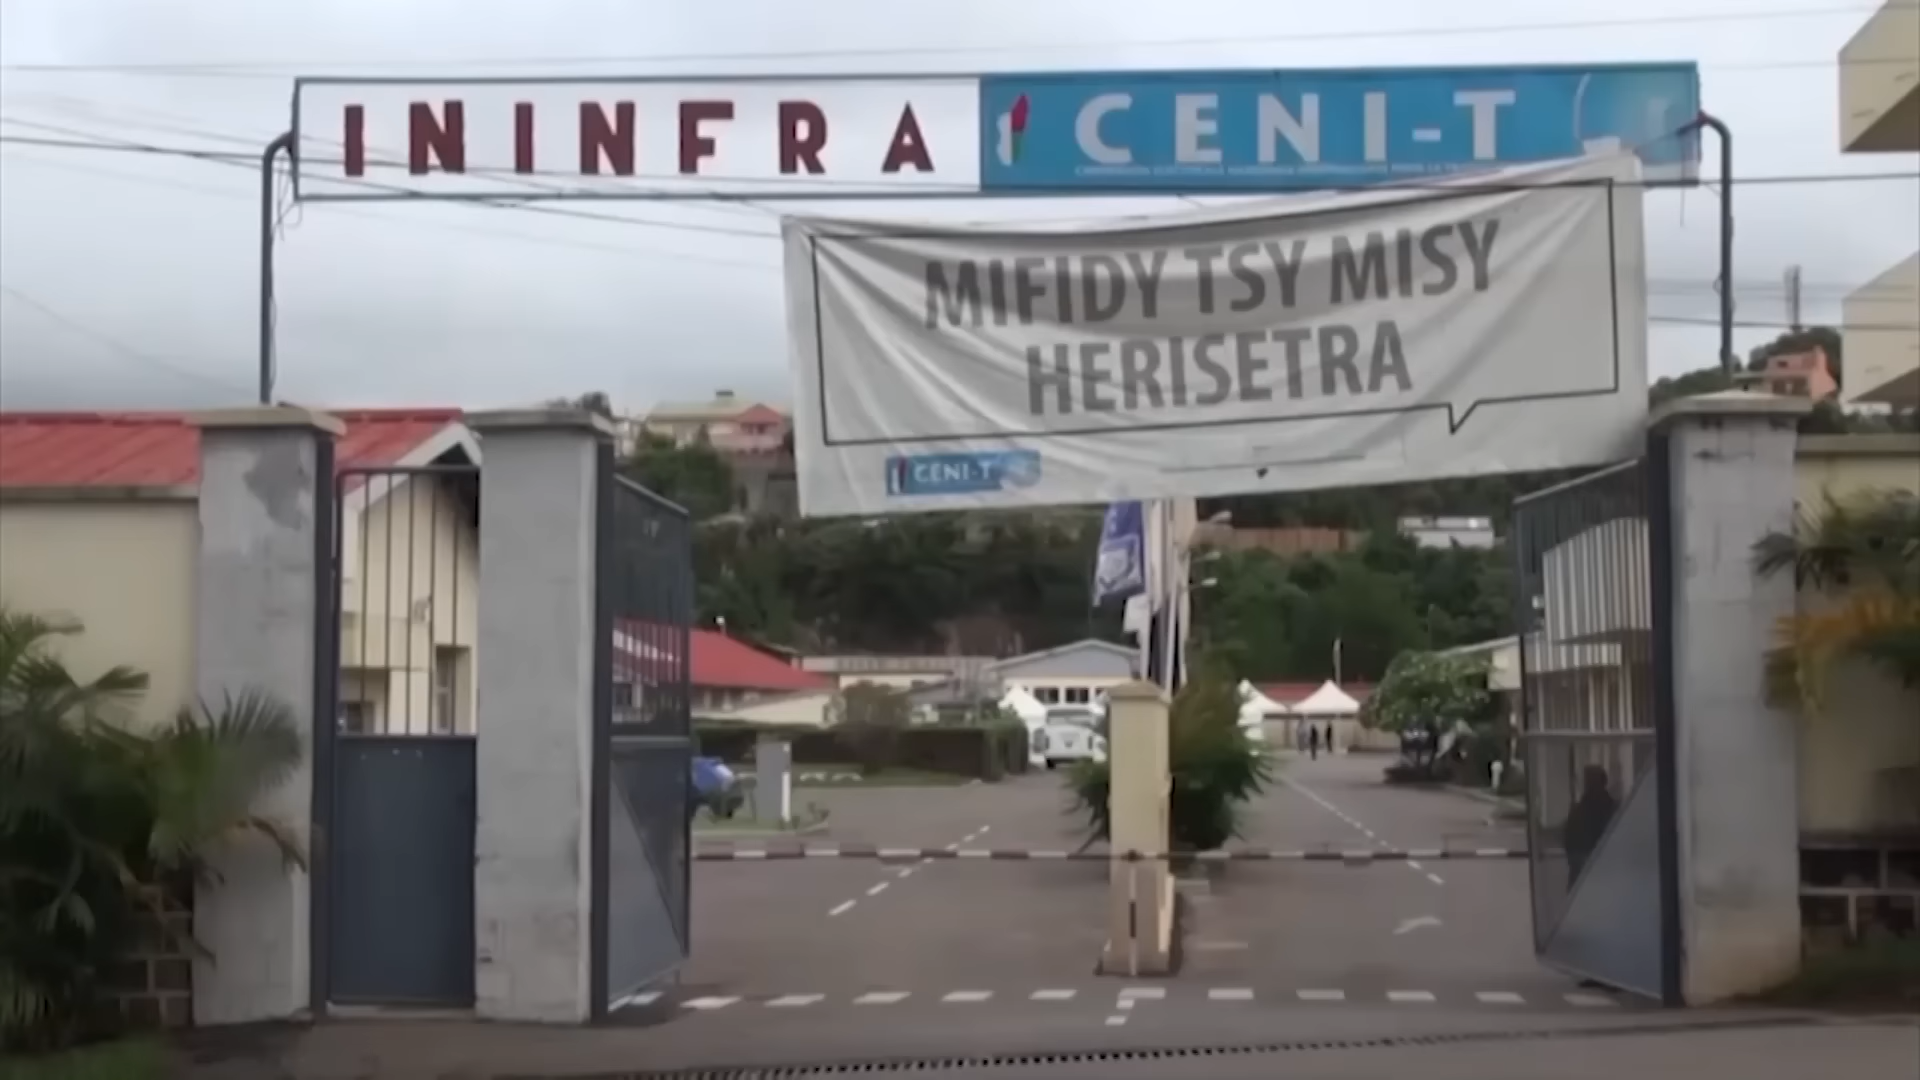 ININFRA
CENI-T
MIFIDY TSY MISY
HERISETRA
CENI-T